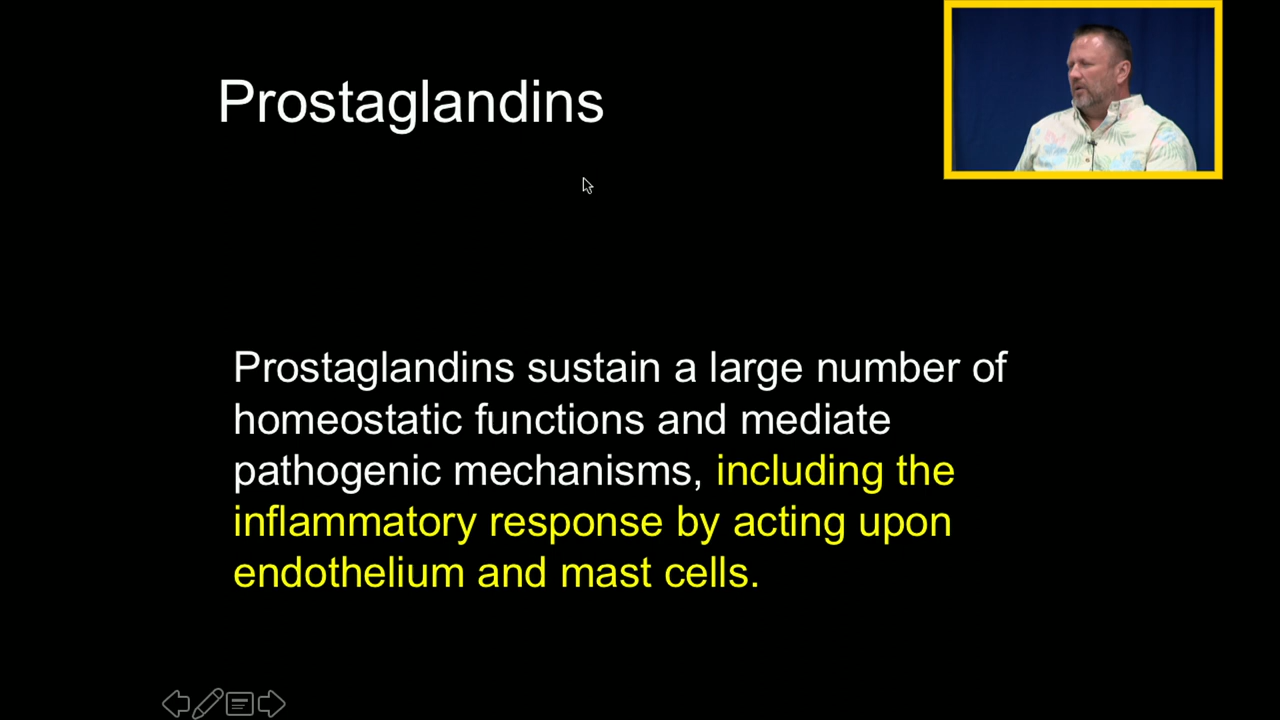 Prostaglandins
Prostaglandins sustain a large number of
homeostatic functions and mediate
pathogenic mechanisms, including the
inflammatory response by acting upon
endothelium and mast cells.